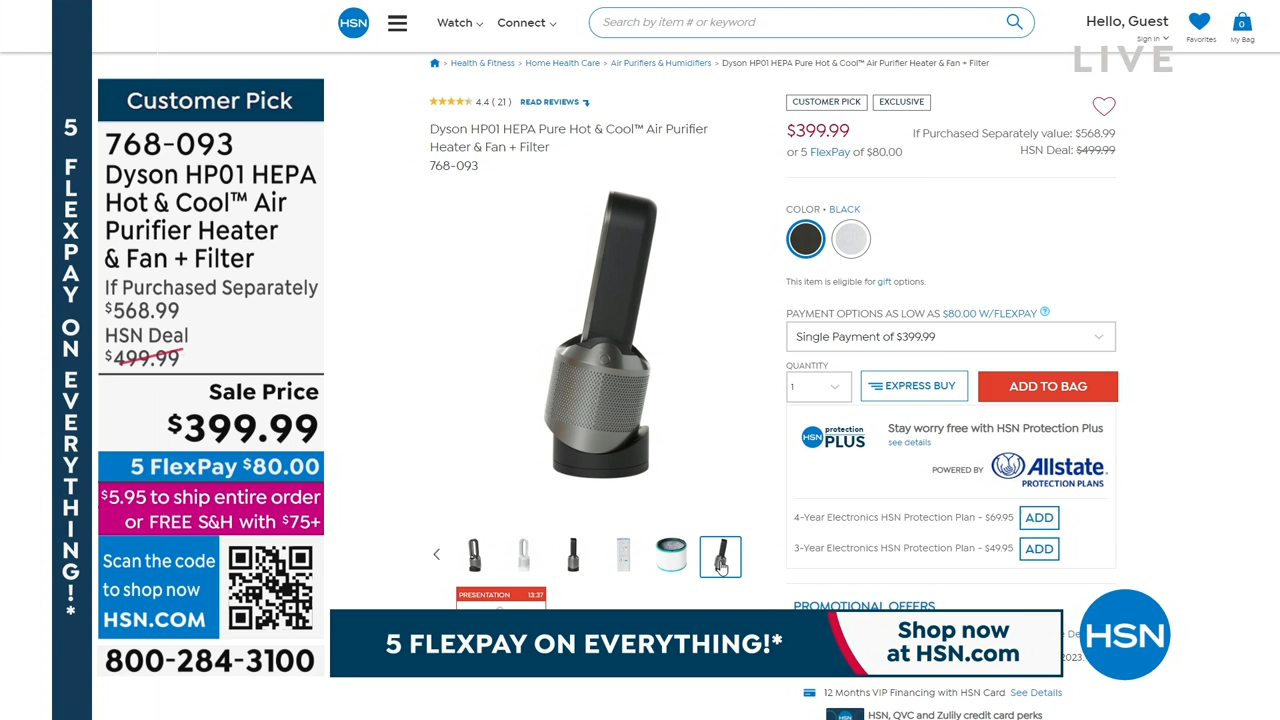 HSN
Watch
Connect
Search by item # or keyword
Hello, Guest
Sign In
Favorites
0
My Bag
LIVE
> Health & Fitness > Home Health Care > Air Purifiers & Humidifiers > Dyson HP01 HEPA Pure Hot & Cool™ Air Purifier Heater & Fan + Filter
5 FLEXPAY ON EVERYTHING!*
Customer Pick
768-093
Dyson HP01 HEPA
Hot & Cool™ Air
Purifier Heater
& Fan + Filter
If Purchased Separately
$568.99
HSN Deal
$499.99
Sale Price
$399.99
5 FlexPay $80.00
$5.95 to ship entire order
or FREE S&H with $75+
Scan the code
to shop now
HSN.COM
800-284-3100
4.4 ( 21 ) READ REVIEWS
Dyson HP01 HEPA Pure Hot & Cool™ Air Purifier
Heater & Fan + Filter
768-093
PRESENTATION 13:37
CUSTOMER PICK
EXCLUSIVE
$399.99
If Purchased Separately value: $568.99
or 5 FlexPay of $80.00
HSN Deal: $499.99
COLOR • BLACK
This item is eligible for gift options.
PAYMENT OPTIONS AS LOW AS $80.00 W/FLEXPAY ?
Single Payment of $399.99
QUANTITY
1
EXPRESS BUY
ADD TO BAG
HSN protection PLUS
Stay worry free with HSN Protection Plus
see details
POWERED BY Allstate.
PROTECTION PLANS
4-Year Electronics HSN Protection Plan - $69.95 ADD
3-Year Electronics HSN Protection Plan - $49.95 ADD
PROMOTIONAL OFFERS
5 FLEXPAY ON EVERYTHING!*
Shop now
at HSN.com
HSN
2023.
12 Months VIP Financing with HSN Card See Details
HSN
HSN, QVC and Zulily credit card perks